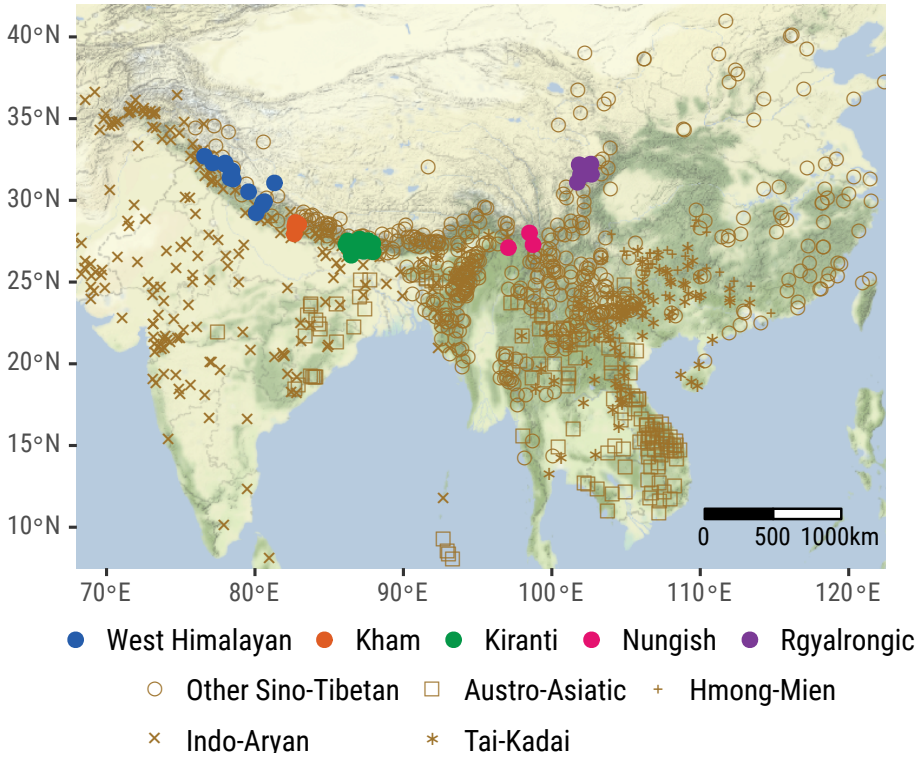 40°N
35°N
30°N
25°N
20°N
15°N
10°N
0 500 1000km
70°E 80°E 90°E 100°E 110°E 120°E
West Himalayan Kham Kiranti Nungish Rgyalrongic
Other Sino-Tibetan Austro-Asiatic Hmong-Mien
Indo-Aryan Tai-Kadai